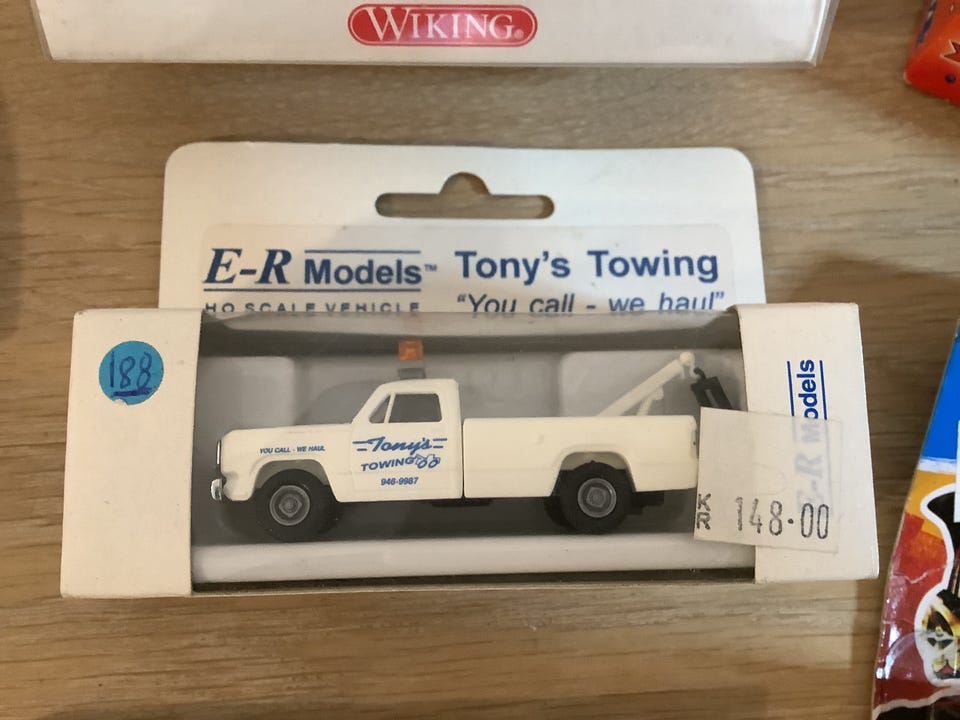 WIKING®
E-R Models™
HO SCALE VEHICLE
Tony's Towing
"You call - we haul"
188
YOU CALL - WE HAUL
Tony's
TOWING
946-9987
E-R Models
KR 148.00